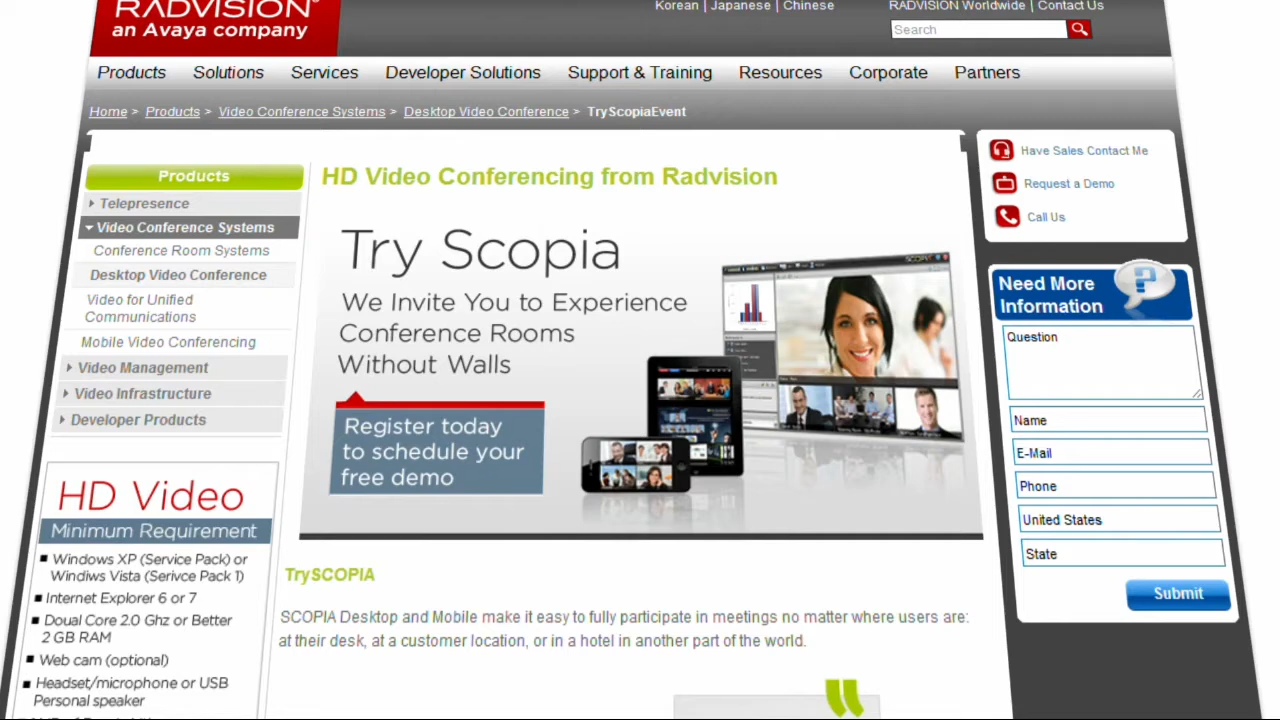 RADVISION®
an Avaya company
Korean | Japanese | Chinese
RADVISION Worldwide | Contact Us
Search
Products Solutions Services Developer Solutions Support & Training Resources Corporate Partners
Home > Products > Video Conference Systems > Desktop Video Conference > TryScopiaEvent
Products
Telepresence
Video Conference Systems
Conference Room Systems
Desktop Video Conference
Video for Unified
Communications
Mobile Video Conferencing
Video Management
Video Infrastructure
Developer Products
HD Video
Minimum Requirement
Windows XP (Service Pack) or
Windiws Vista (Serivce Pack 1)
Internet Explorer 6 or 7
Doual Core 2.0 Ghz or Better
2 GB RAM
Web cam (optional)
Headset/microphone or USB
Personal speaker
HD Video Conferencing from Radvision
Try Scopia
We Invite You to Experience
Conference Rooms
Without Walls
Register today
to schedule your
free demo
SCOPIA
TrySCOPIA
SCOPIA Desktop and Mobile make it easy to fully participate in meetings no matter where users are:
at their desk, at a customer location, or in a hotel in another part of the world.
Have Sales Contact Me
Request a Demo
Call Us
Need More
Information
?
Question
Name
E-Mail
Phone
United States
State
Submit